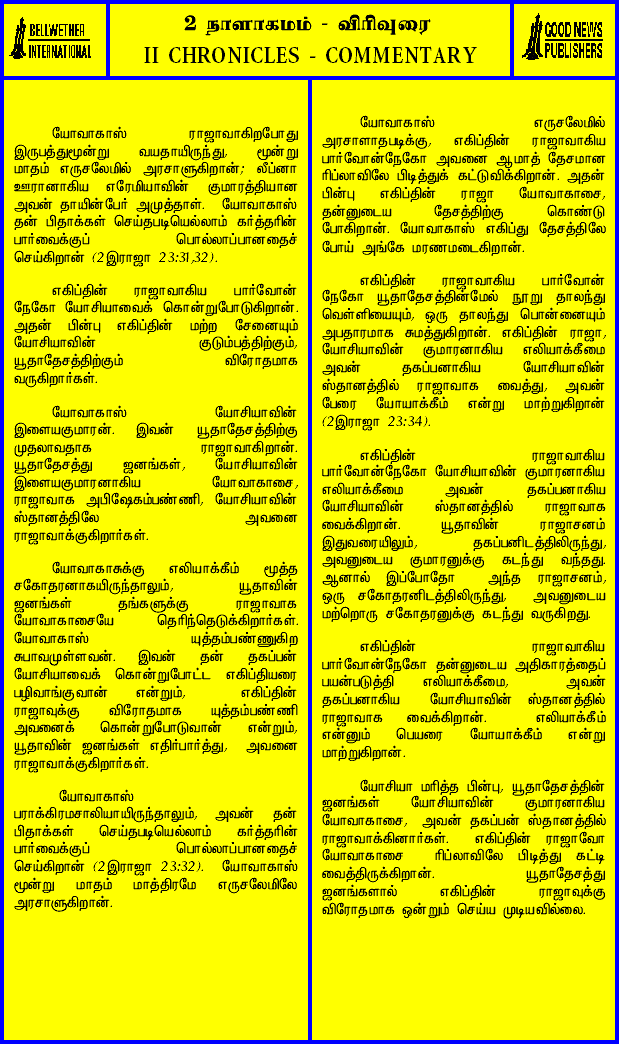 BELLWETHER
INTERNATIONAL
2 நாளாகமம் - விரிவுரை
II CHRONICLES - COMMENTARY
GOOD NEWS
PUBLISHERS
யோவாகாஸ் ராஜாவாகிறபோது
இருபத்துமூன்று வயதாயிருந்து, மூன்று
மாதம் எருசலேமில் அரசாளுகிறான்; லீப்னா
ஊரானாகிய எரேமியாவின் குமாரத்தியான
அவன் தாயின்பேர் அமுத்தாள். யோவாகாஸ்
தன் பிதாக்கள் செய்தபடியெல்லாம் கர்த்தரின்
பார்வைக்குப் பொல்லாப்பானதைச்
செய்கிறான் (2இராஜா 23:31,32).
எகிப்தின் ராஜாவாகிய பார்வோன்
நேகோ யோசியாவைக் கொன்றுபோடுகிறான்.
அதன் பின்பு எகிப்தின் மற்ற சேனையும்
யோசியாவின் குடும்பத்திற்கும்,
யூதாதேசத்திற்கும் விரோதமாக
வருகிறார்கள்.
யோவாகாஸ் யோசியாவின்
இளையகுமாரன். இவன் யூதாதேசத்திற்கு
முதலாவதாக ராஜாவாகிறான்.
யூதாதேசத்து ஜனங்கள், யோசியாவின்
இளையகுமாரனாகிய யோவாகாசை,
ராஜாவாக அபிஷேகம்பண்ணி, யோசியாவின்
ஸ்தானத்திலே அவனை
ராஜாவாக்குகிறார்கள்.
யோவாகாசுக்கு எலியாக்கீம் மூத்த
சகோதரனாகயிருந்தாலும், யூதாவின்
ஜனங்கள் தங்களுக்கு ராஜாவாக
யோவாகாசையே தெரிந்தெடுக்கிறார்கள்.
யோவாகாஸ் யுத்தம்பண்ணுகிற
சுபாவமுள்ளவன். இவன் தன் தகப்பன்
யோசியாவைக் கொன்றுபோட்ட எகிப்தியரை
பழிவாங்குவான் என்றும், எகிப்தின்
ராஜாவுக்கு விரோதமாக யுத்தம்பண்ணி
அவனைக் கொன்றுபோடுவான் என்றும்,
யூதாவின் ஜனங்கள் எதிர்பார்த்து, அவனை
ராஜாவாக்குகிறார்கள்.
யோவாகாஸ்
பராக்கிரமசாலியாயிருந்தாலும், அவன் தன்
பிதாக்கள் செய்தபடியெல்லாம் கர்த்தரின்
பார்வைக்குப் பொல்லாப்பானதைச்
செய்கிறான் (2இராஜா 23:32). யோவாகாஸ்
மூன்று மாதம் மாத்திரமே எருசலேமிலே
அரசாளுகிறான்.
யோவாகாஸ் எருசலேமில்
அரசாளாதபடிக்கு, எகிப்தின் ராஜாவாகிய
பார்வோன்நேகோ அவனை ஆமாத் தேசமான
ரிப்லாவிலே பிடித்துக் கட்டுவிக்கிறான். அதன்
பின்பு எகிப்தின் ராஜா யோவாகாசை,
தன்னுடைய தேசத்திற்கு கொண்டு
போகிறான். யோவாகாஸ் எகிப்து தேசத்திலே
போய் அங்கே மரணமடைகிறான்.
எகிப்தின் ராஜாவாகிய பார்வோன்
நேகோ யூதாதேசத்தின்மேல் நூறு தாலந்து
வெள்ளியையும், ஒரு தாலந்து பொன்னையும்
அபதாரமாக சுமத்துகிறான். எகிப்தின் ராஜா,
யோசியாவின் குமாரனாகிய எலியாக்கீமை
அவன் தகப்பனாகிய யோசியாவின்
ஸ்தானத்தில் ராஜாவாக வைத்து, அவன்
பேரை யோயாக்கீம் என்று மாற்றுகிறான்
(2இராஜா 23:34).
எகிப்தின் ராஜாவாகிய
பார்வோன்நேகோ யோசியாவின் குமாரனாகிய
எலியாக்கீமை அவன் தகப்பனாகிய
யோசியாவின் ஸ்தானத்தில் ராஜாவாக
வைக்கிறான். யூதாவின் ராஜாசனம்
இதுவரையிலும், தகப்பனிடத்திலிருந்து,
அவனுடைய குமாரனுக்கு கடந்து வந்தது.
ஆனால் இப்போதோ அந்த ராஜாசனம்,
ஒரு சகோதரனிடத்திலிருந்து, அவனுடைய
மற்றொரு சகோதரனுக்கு கடந்து வருகிறது.
எகிப்தின் ராஜாவாகிய
பார்வோன்நேகோ தன்னுடைய அதிகாரத்தைப்
பயன்படுத்தி எலியாக்கீமை, அவன்
தகப்பனாகிய யோசியாவின் ஸ்தானத்தில்
ராஜாவாக வைக்கிறான். எலியாக்கீம்
என்னும் பெயரை யோயாக்கீம் என்று
மாற்றுகிறான்.
யோசியா மரித்த பின்பு, யூதாதேசத்தின்
ஜனங்கள் யோசியாவின் குமாரனாகிய
யோவாகாசை, அவன் தகப்பன் ஸ்தானத்தில்
ராஜாவாக்கினார்கள். எகிப்தின் ராஜாவோ
யோவாகாசை ரிப்லாவிலே பிடித்து கட்டி
வைத்திருக்கிறான். யூதாதேசத்து
ஜனங்களால் எகிப்தின் ராஜாவுக்கு
விரோதமாக ஒன்றும் செய்ய முடியவில்லை.